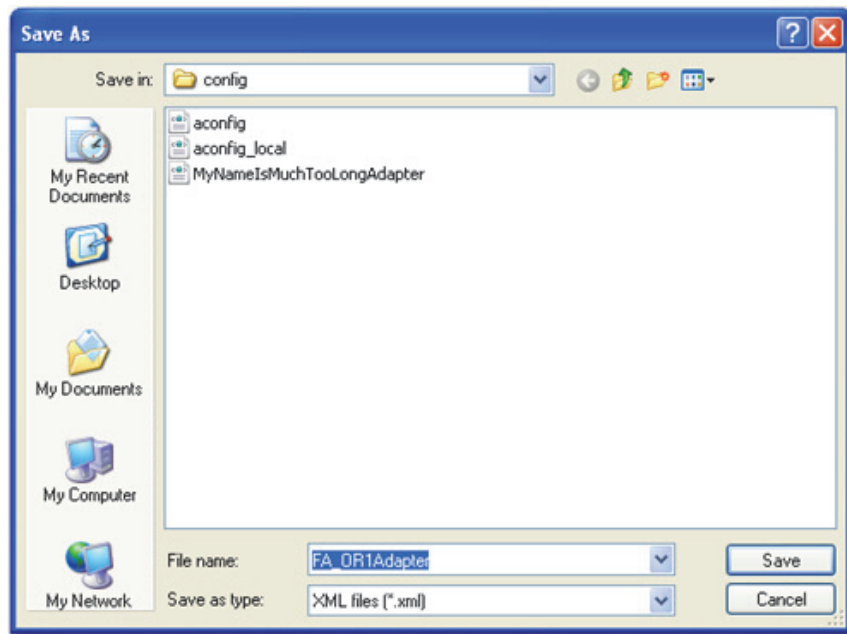 Save As
Save in:
config
My Recent
Documents
Desktop
My Documents
My Computer
My Network
aconfig
aconfig_local
MyNameIsMuchTooLongAdapter
File name:
FA_OR1Adapter
Save
Save as type:
XML files (*.xml)
Cancel